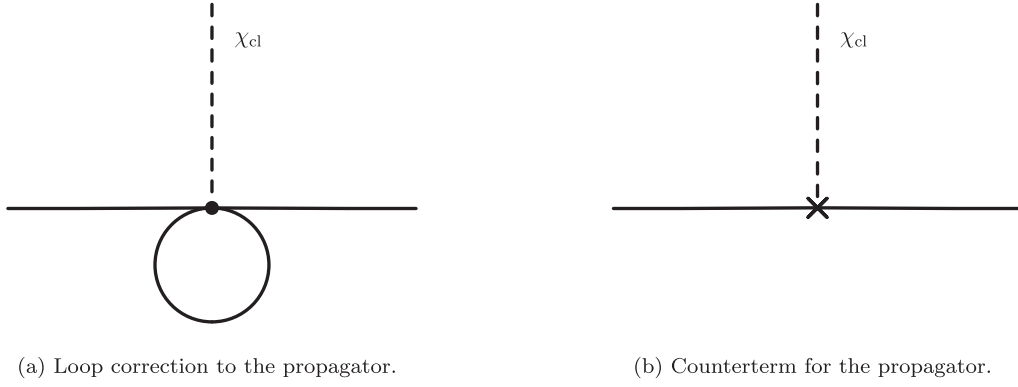 χcl
χcl
(a) Loop correction to the propagator.
(b) Counterterm for the propagator.